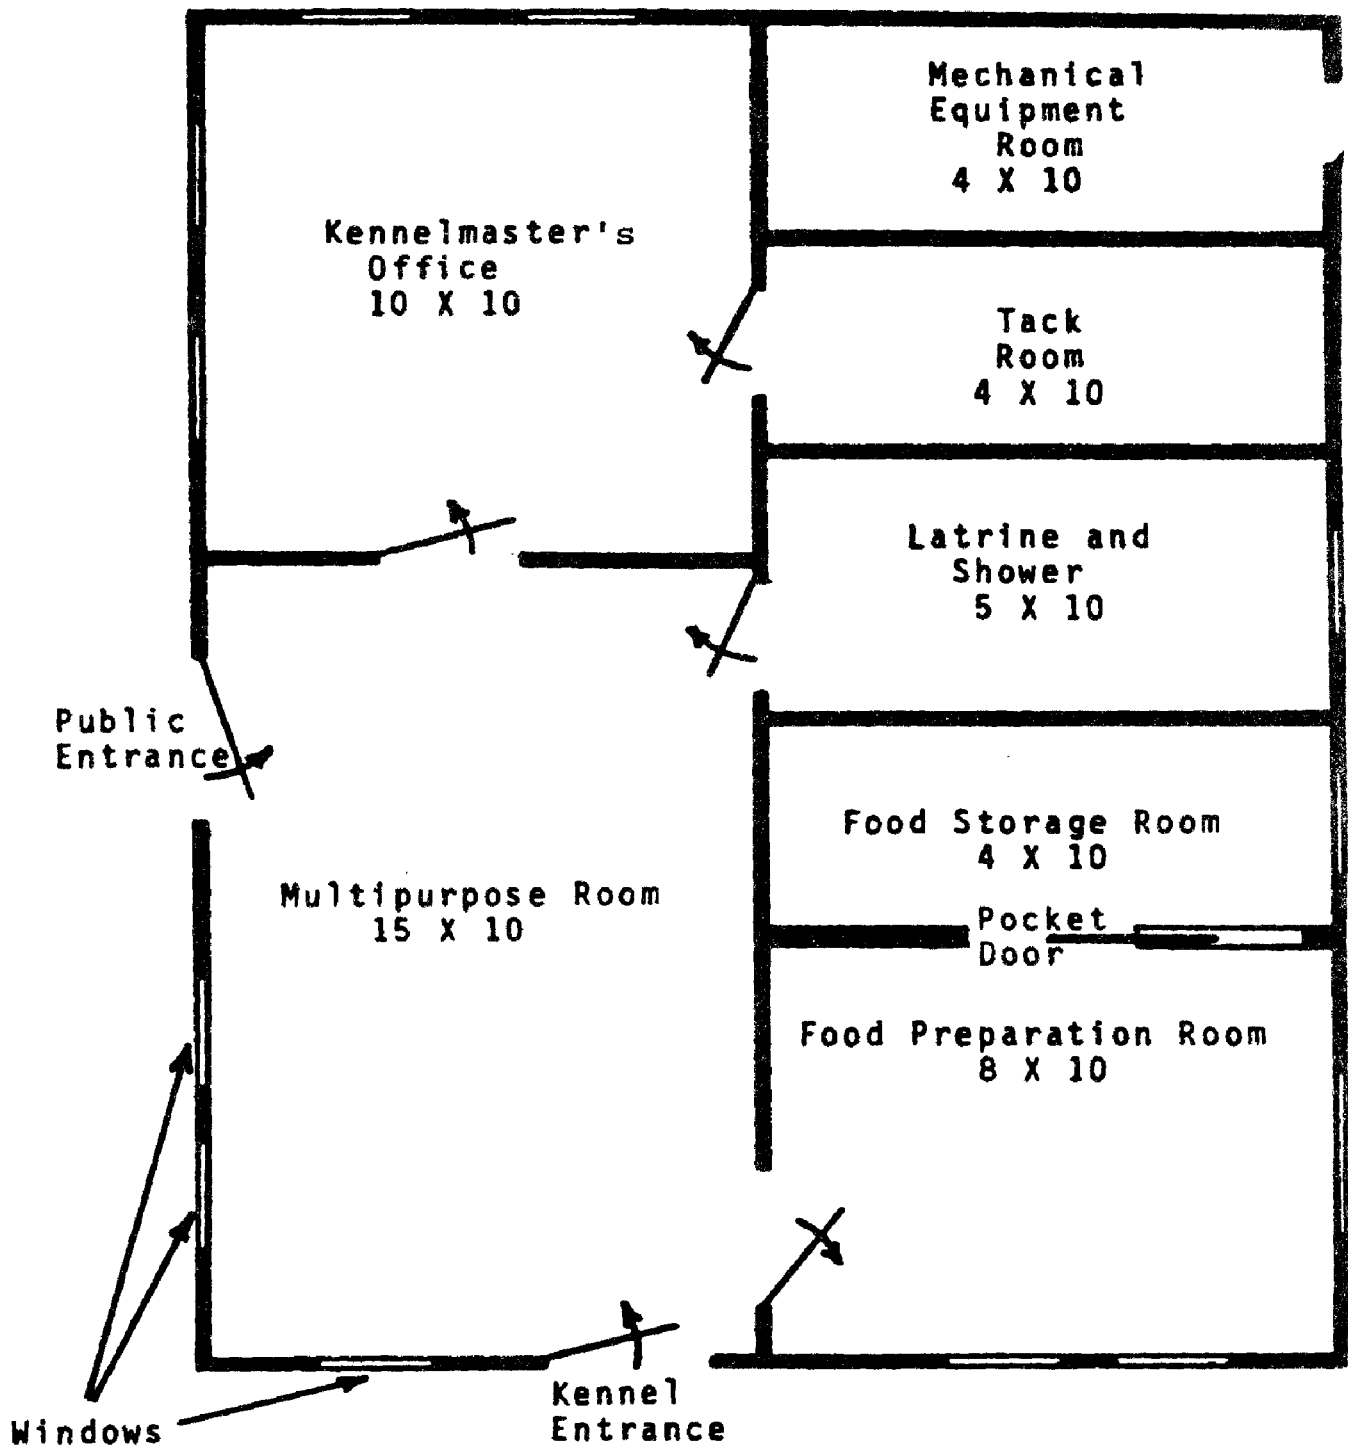 Mechanical
Equipment
Room
4 X 10
Kennelmaster's
Office
10 X 10
Tack
Room
4 X 10
Latrine and
Shower
5 X 10
Public
Entrance
Food Storage Room
4 X 10
Multipurpose Room
15 X 10
Pocket
Door
Food Preparation Room
8 X 10
Kennel
Entrance
Windows